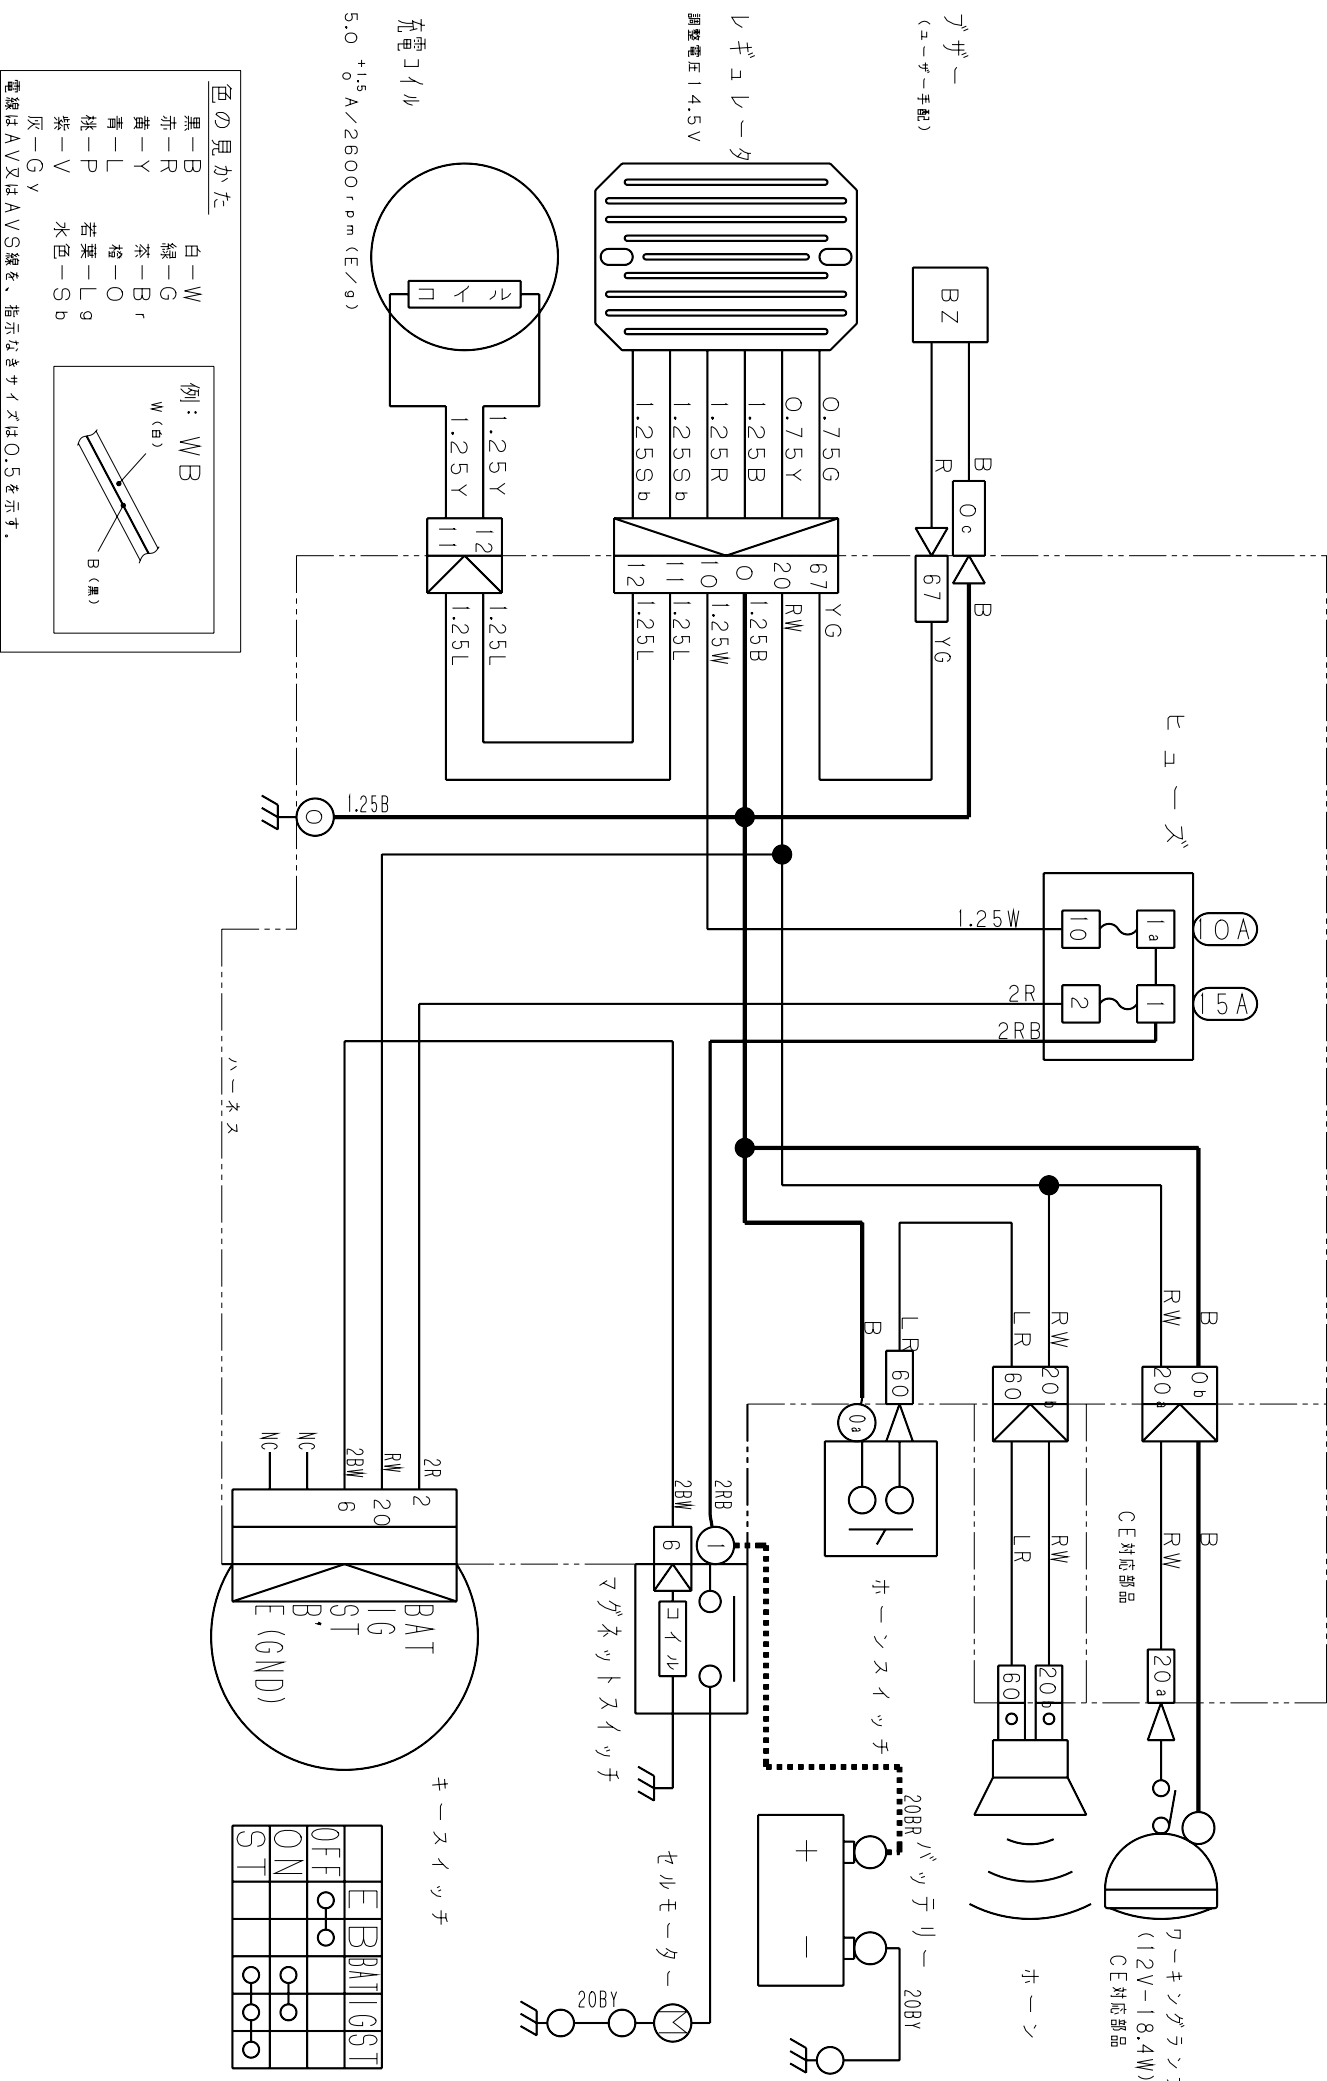 ブザー
(ユーザー手配)
レギュレータ
調整電圧14.5V
充電コイル
5.0 +1.5 0 A/2600rpm(E/g)
BZ
B
R
0c
67
B
YG
0.75G
0.75Y
1.25B
1.25R
1.25Sb
1.25Sb
67
20
0
10
11
12
YG
RW
1.25B
1.25W
1.25L
1.25L
コイル
1.25Y
1.25Y
12
11
1.25L
1.25L
色の見かた
黒-B 白-W
赤-R 緑-G
黄-Y 茶-Br
青-L 橙-O
桃-P 若葉-Lg
紫-V 水色-Sb
灰-Gy
電線はAV又はAVS線を、指示なきサイズは0.5を示す。
例: WB
W(白)
B(黒)
ヒューズ
10A
15A
1a
10
1
2
1.25W
2R
2RB
0
1.25B
ハーネス
B
RW
0b
20a
B
RW
CE対応部品
20a
RW
LR
20b
60
RW
LR
20b
60
LR
B
60
0a
ホーンスイッチ
2RB
2BW
1
6
コイル
マグネットスイッチ
2R
RW
2BW
NC
NC
2
20
6
BAT
IG
ST
B'
E(GND)
キースイッチ
ワーキングラン
(12V-18.4W)
CE対応部品
ホーン
バッテリー
20BR
+
-
20BY
セルモーター
M
20BY
E B BAT IG ST
OFF
ON
ST